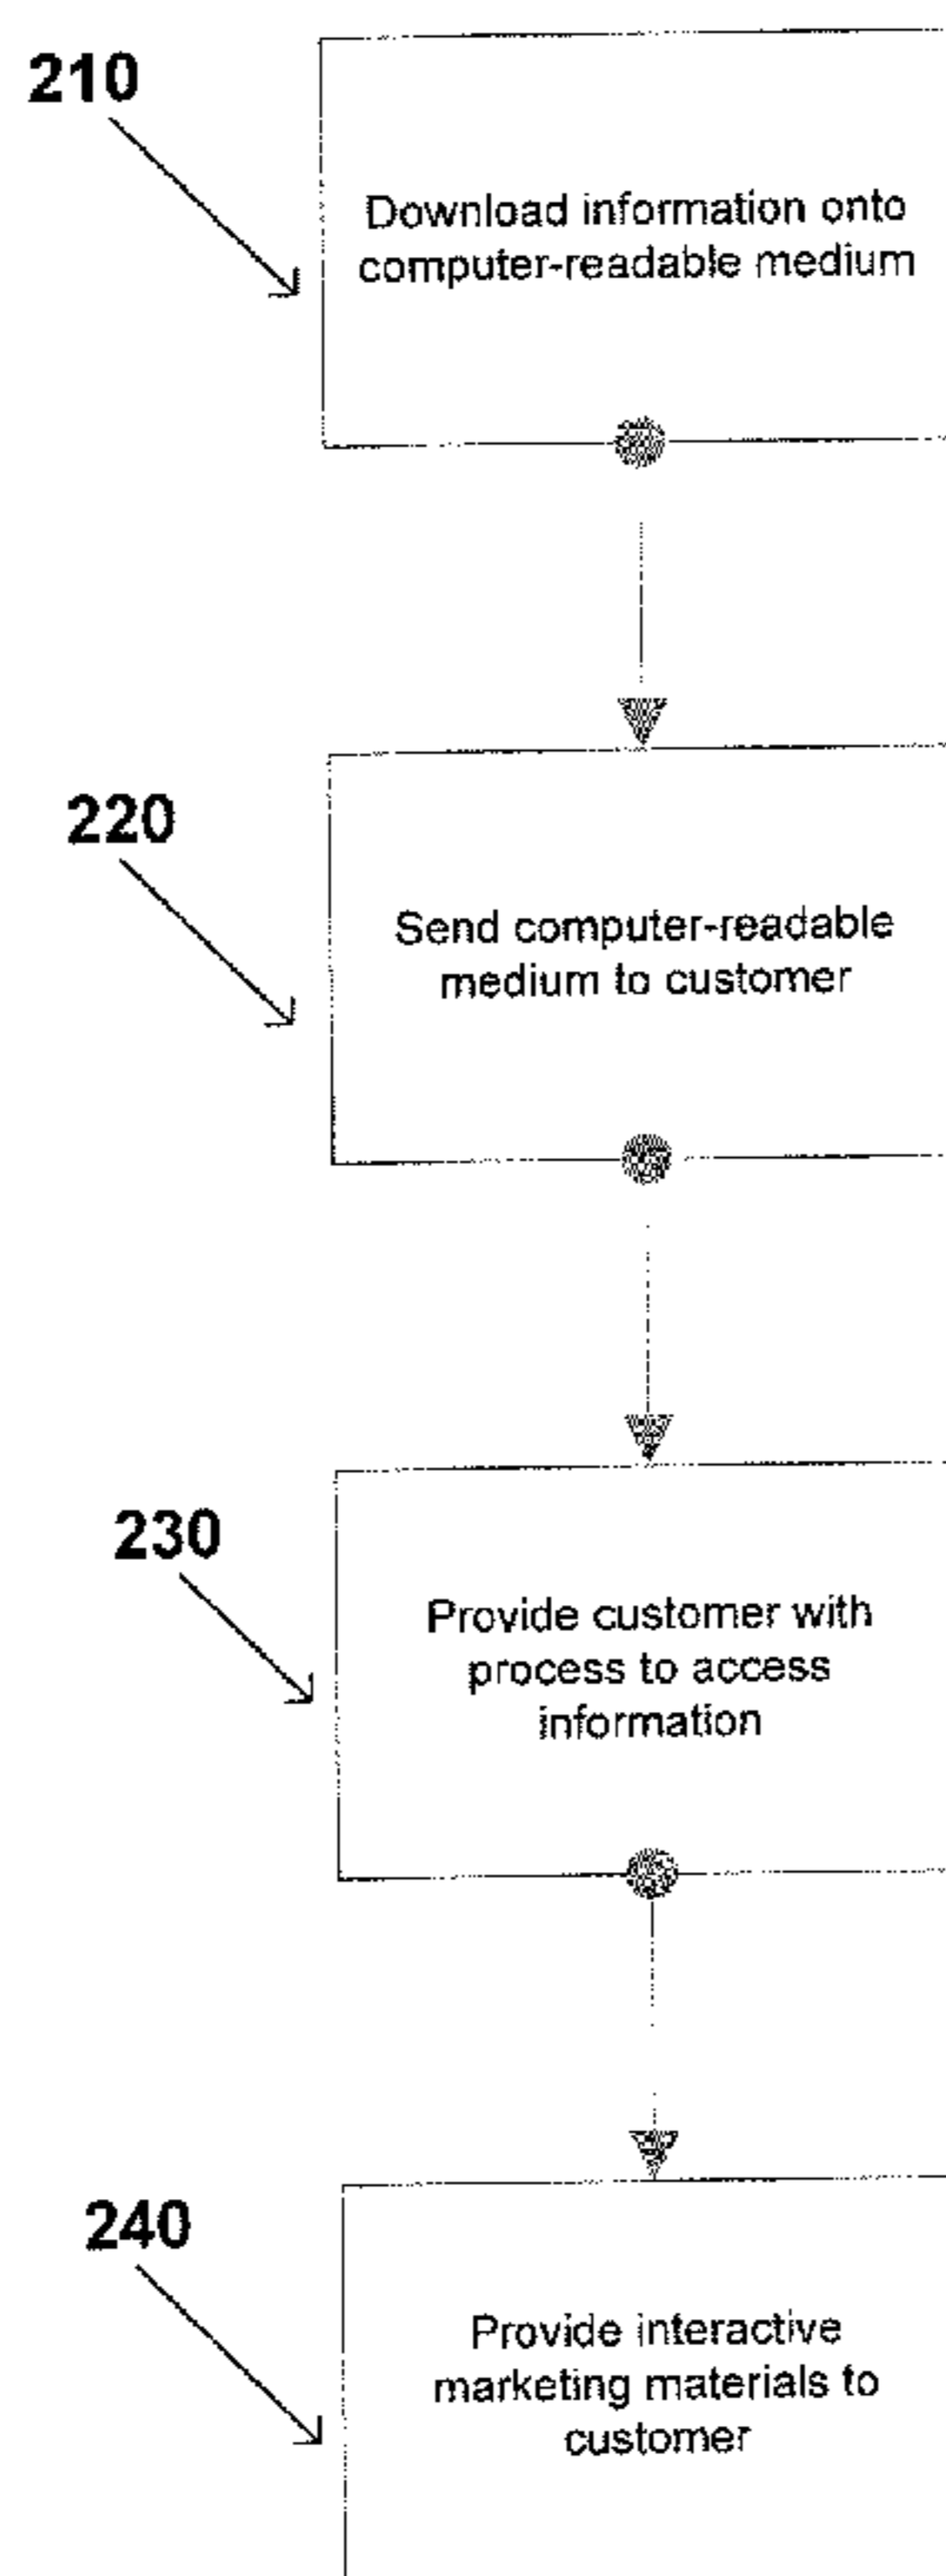 210
Download information onto
computer-readable medium
220
Send computer-readable
medium to customer
230
Provide customer with
process to access
information
240
Provide interactive
marketing materials to
customer